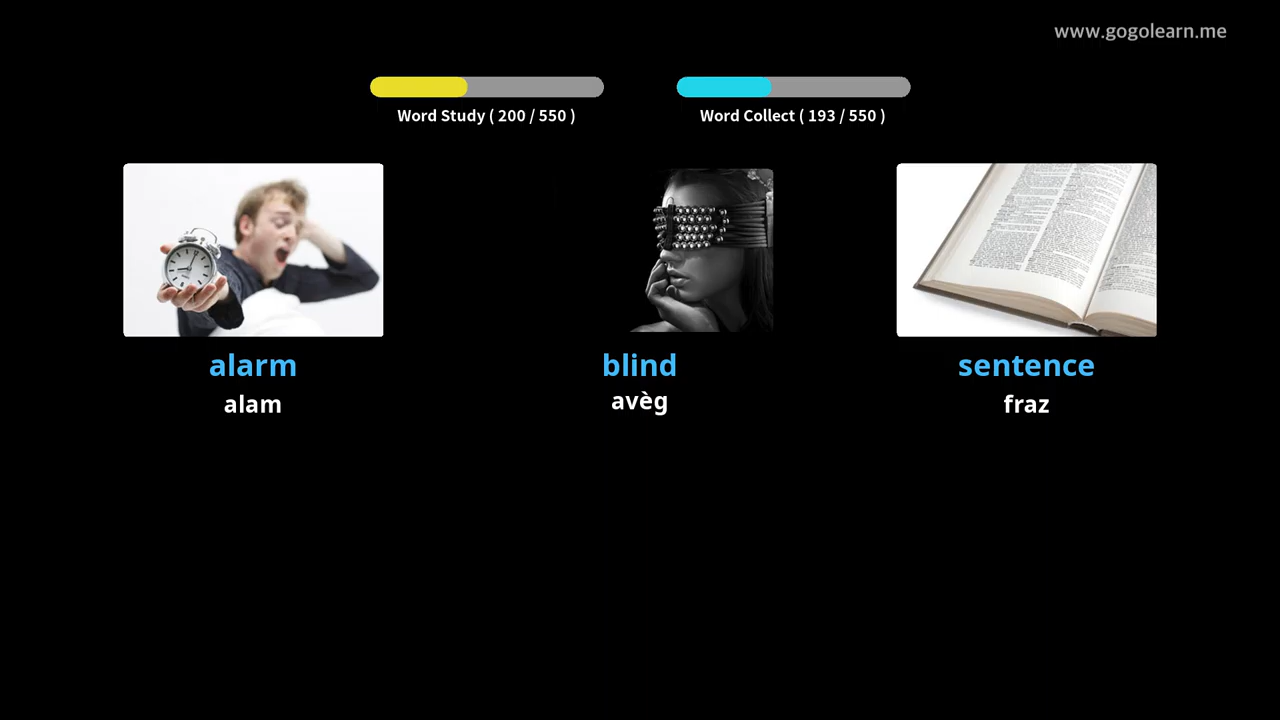 www.gogolearn.me
Word Study ( 200 / 550 )
Word Collect ( 193 / 550 )
alarm
blind
sentence
alam
avèg
fraz